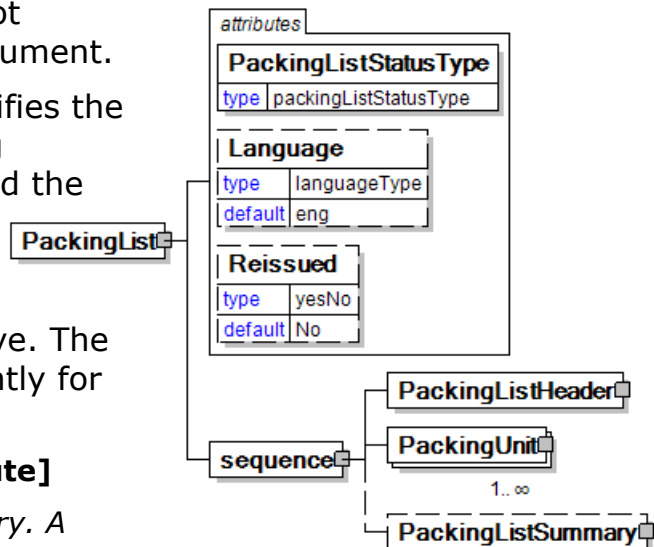 ot
ument.
ifies the
g
d the
ve. The
ntly for
ute]
ry. A
attributes
PackingListStatusType
type packingListStatusType
Language
type languageType
default eng
Reissued
type yesNo
default No
PackingList
sequence
PackingListHeader
PackingUnit
1.. ∞
PackingListSummary